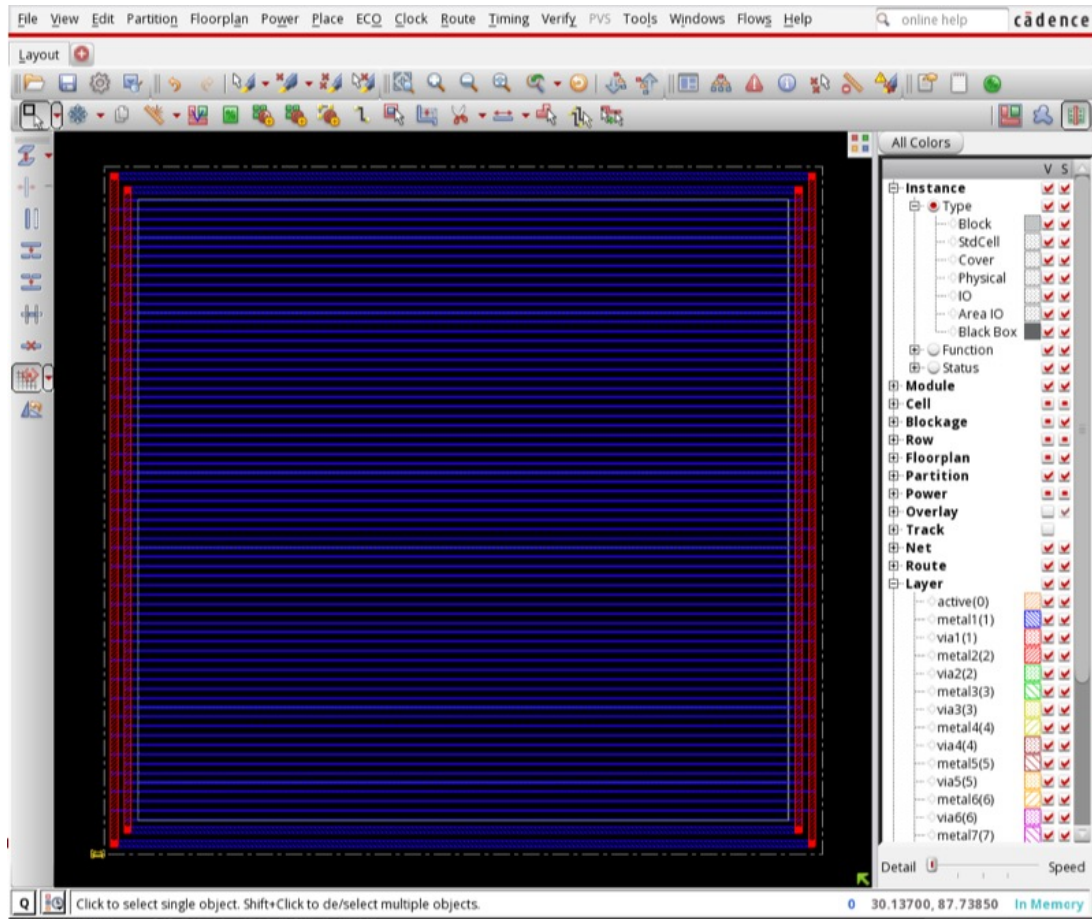 File View Edit Partition Floorplan Power Place ECO Clock Route Timing Verify PVS Tools Windows Flows Help online help cādence
Layout
All Colors
V S
Instance
Type
Block
StdCell
Cover
Physical
IO
Area IO
Black Box
Function
Status
Module
Cell
Blockage
Row
Floorplan
Partition
Power
Overlay
Track
Net
Route
Layer
active(0)
metal1(1)
via1(1)
metal2(2)
via2(2)
metal3(3)
via3(3)
metal4(4)
via4(4)
metal5(5)
via5(5)
metal6(6)
via6(6)
metal7(7)
Detail Speed
Q Click to select single object. Shift+Click to de/select multiple objects. 0 30.13700, 87.73850 In Memory